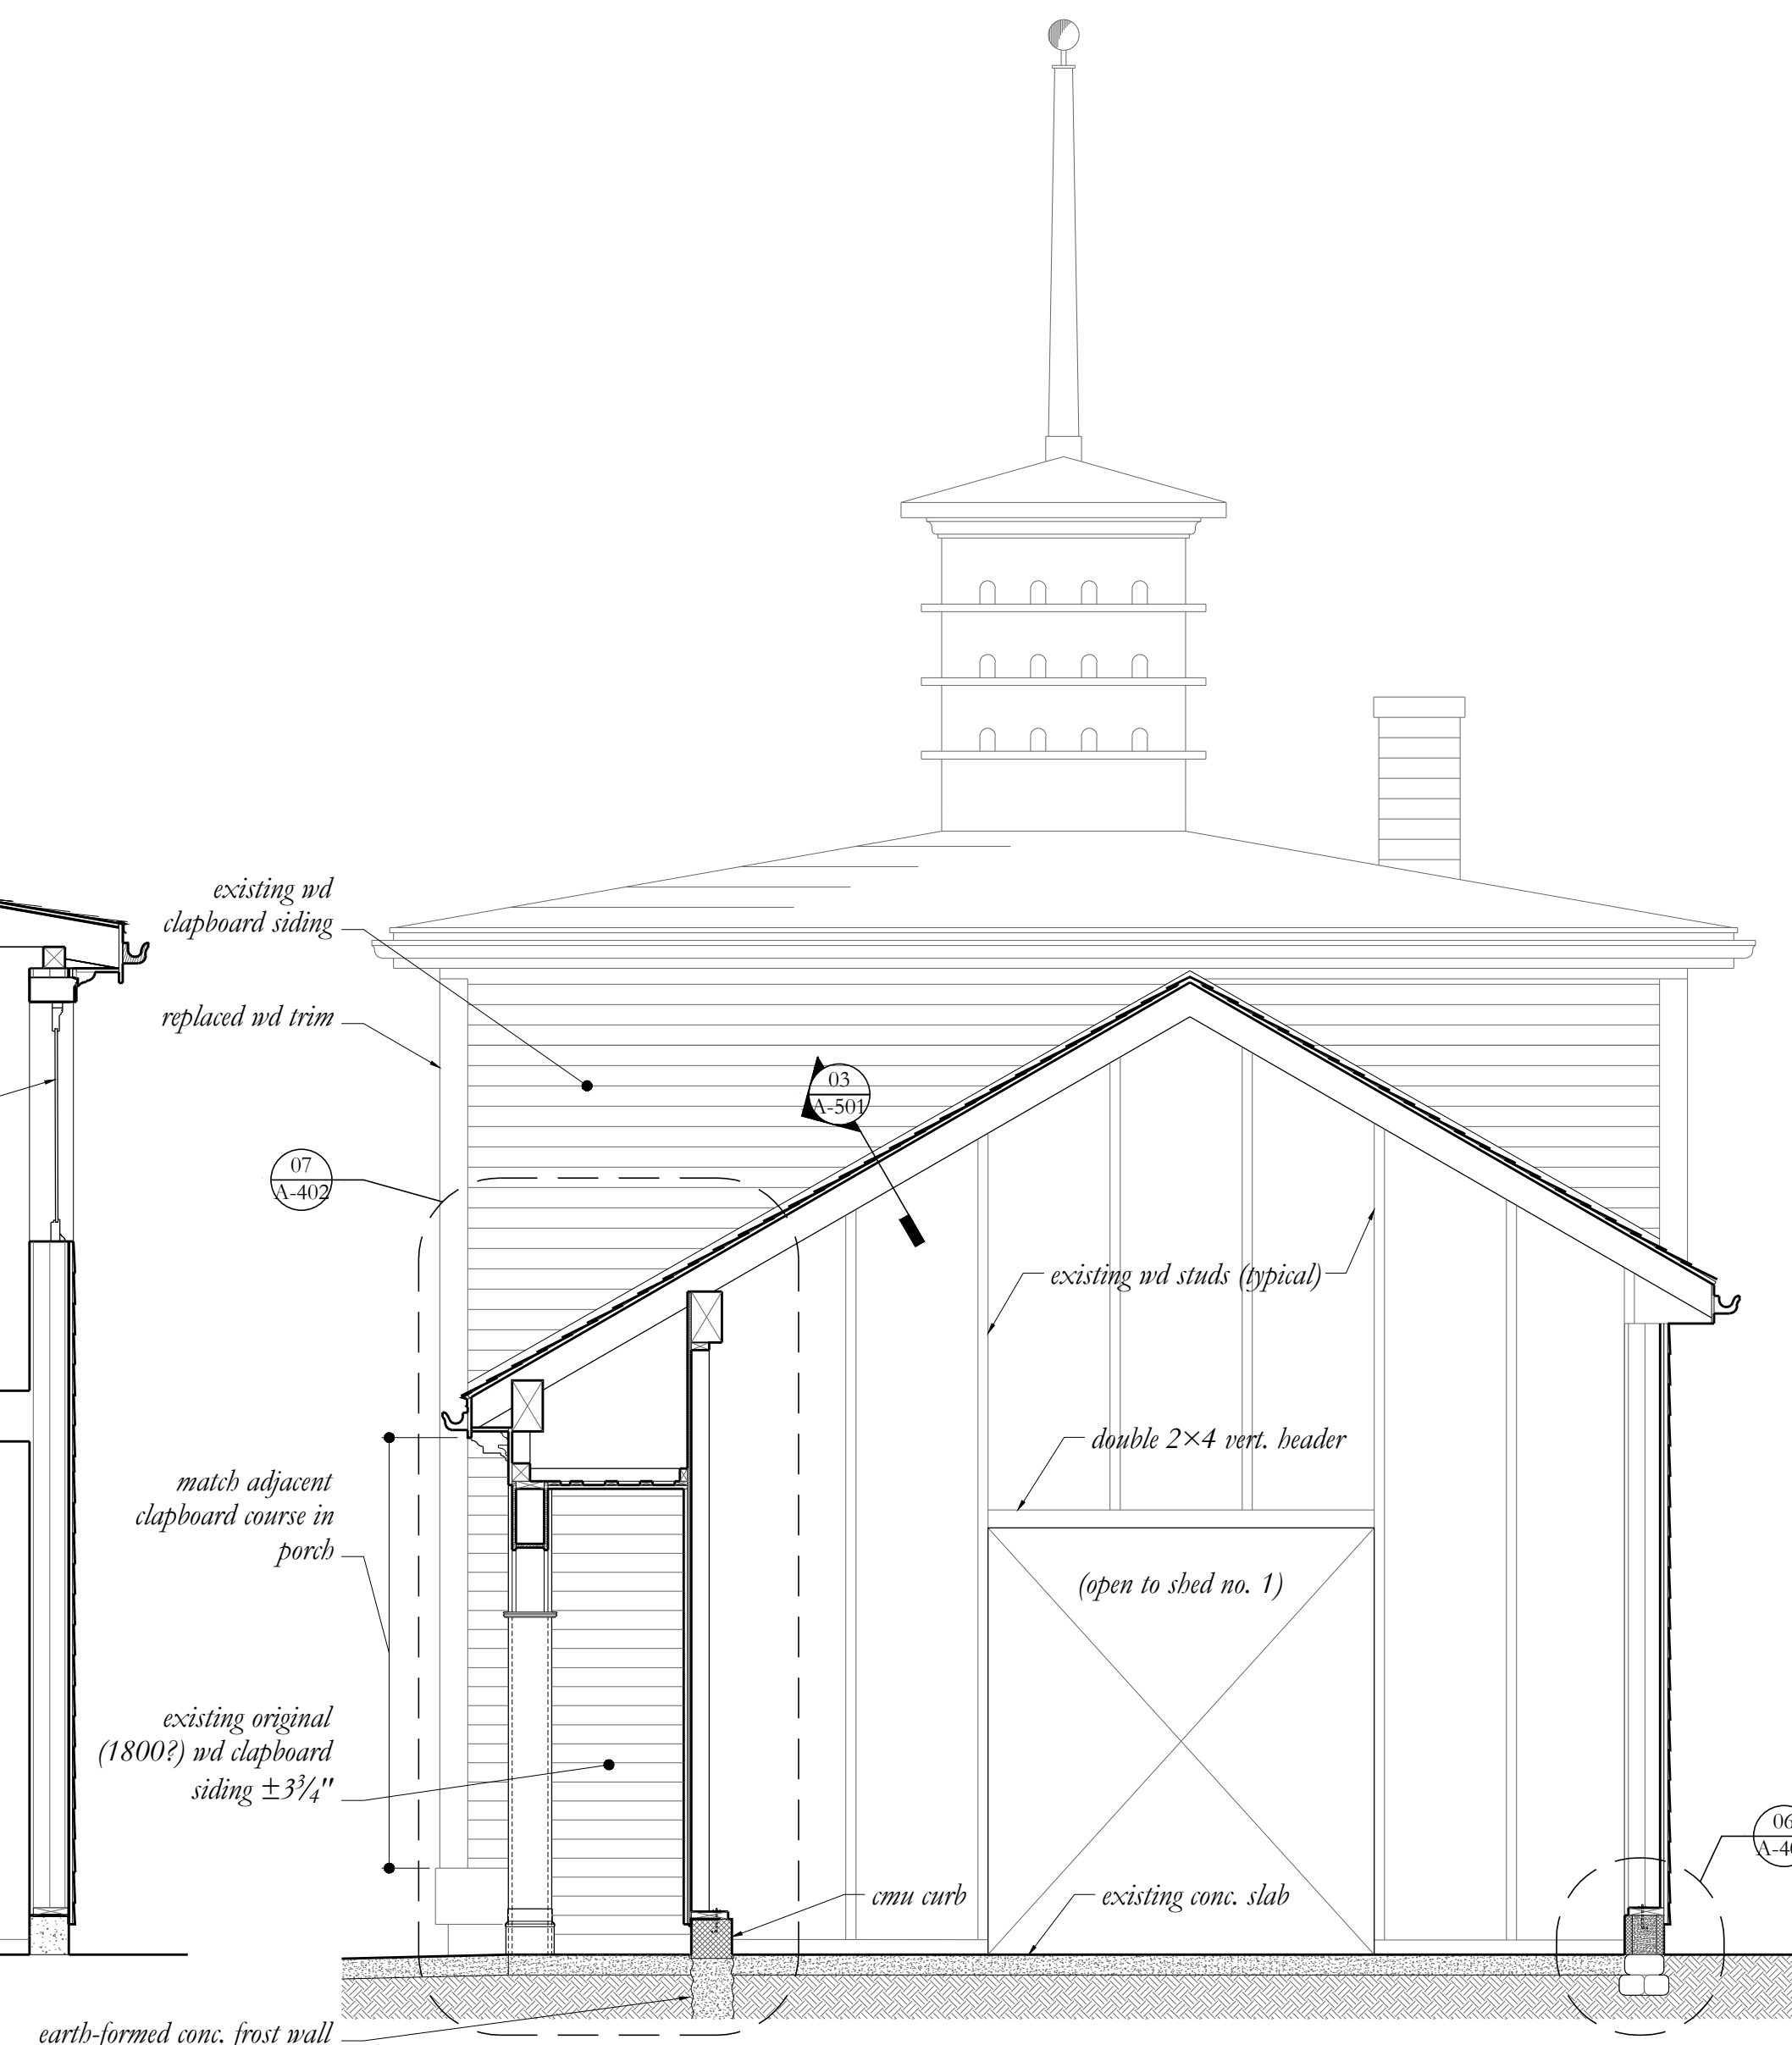 existing wd
clapboard siding
replaced wd trim
03
A-501
07
A-402
existing wd studs (typical)
double 2×4 vert. header
match adjacent
clapboard course in
porch
(open to shed no. 1)
existing original
(1800?) wd clapboard
siding ±3¾"
06
cmu curb
existing conc. slab
earth-formed conc. frost wall